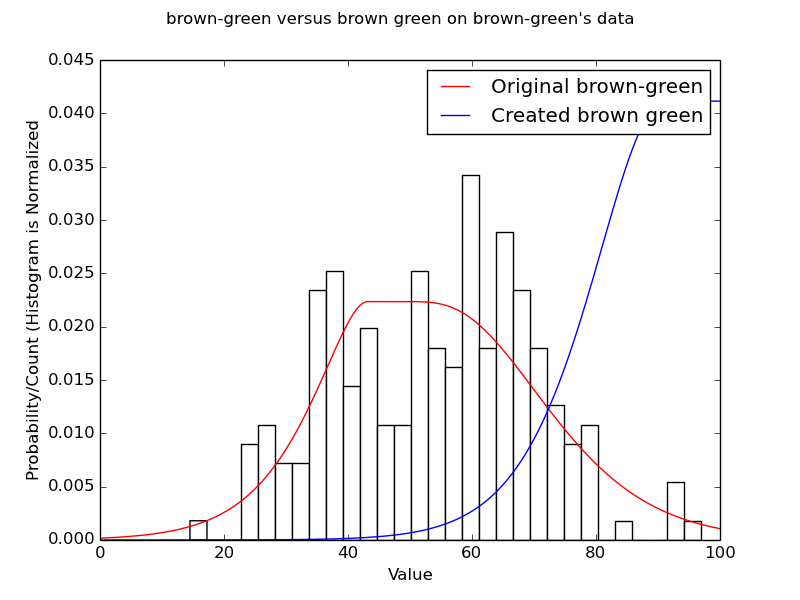 brown-green versus brown green on brown-green's data
Original brown-green
Created brown green
0.045
0.040
0.035
0.030
0.025
0.020
0.015
0.010
0.005
0.000
Probability/Count (Histogram is Normalized
0 20 40 60 80 100
Value